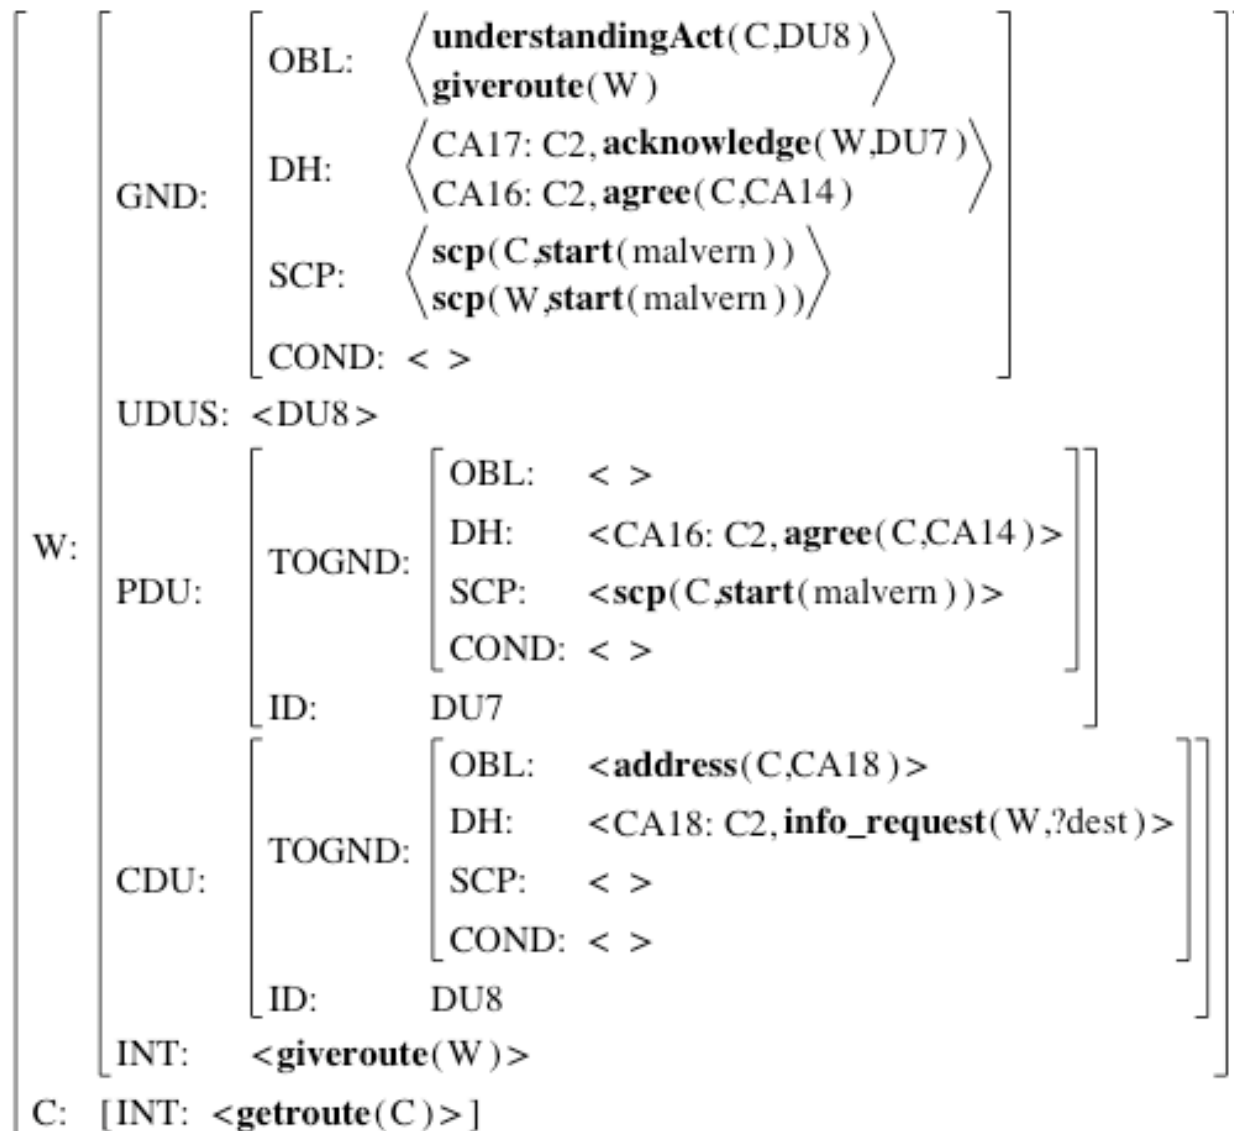 OBL: ⟨understandingAct(C,DU8)
giveroute(W)⟩
GND: DH: ⟨CA17: C2, acknowledge(W,DU7)
CA16: C2, agree(C,CA14)⟩
SCP: ⟨scp(C,start(malvern))
scp(W,start(malvern))⟩
COND: < >
UDUS: <DU8>
W: PDU: TOGND: OBL: < >
DH: <CA16: C2, agree(C,CA14)>
SCP: <scp(C,start(malvern))>
COND: < >
ID: DU7
CDU: TOGND: OBL: <address(C,CA18)>
DH: <CA18: C2, info_request(W,?dest)>
SCP: < >
COND: < >
ID: DU8
INT: <giveroute(W)>
C: [INT: <getroute(C)>]